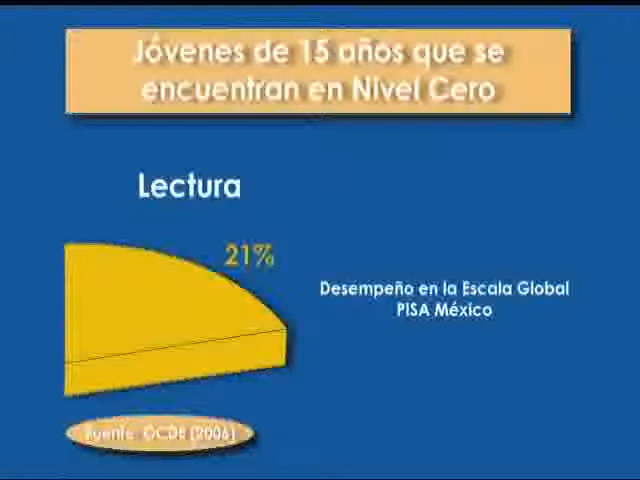 Jóvenes de 15 años que se
encuentran en Nivel Cero
Lectura
21%
Desempeño en la Escala Global
PISA México
Fuente: OCDE (2006)